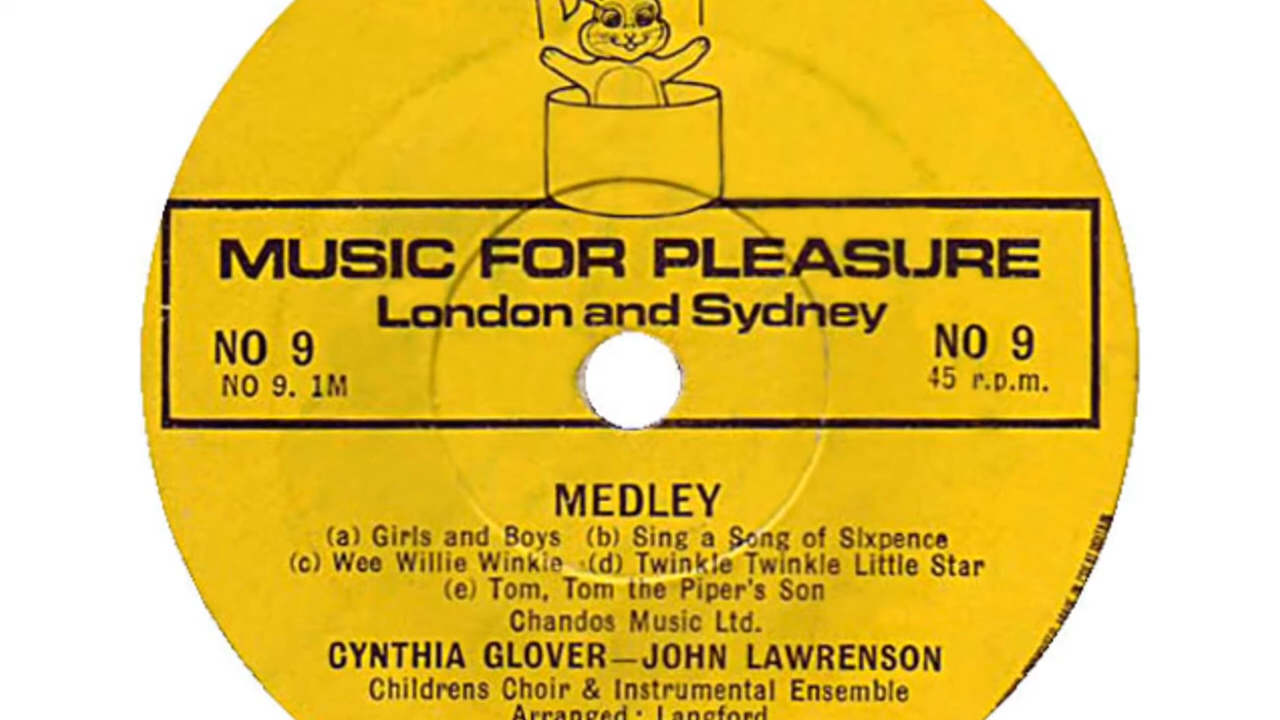 MUSIC FOR PLEASURE
London and Sydney
NO 9
NO 9. 1M
NO 9
45 r.p.m.
MEDLEY
(a) Girls and Boys (b) Sing a Song of Sixpence
(c) Wee Willie Winkie (d) Twinkle Twinkle Little Star
(e) Tom, Tom the Piper's Son
Chandos Music Ltd.
CYNTHIA GLOVER—JOHN LAWRENSON
Childrens Choir & Instrumental Ensemble
Arranged: Langford